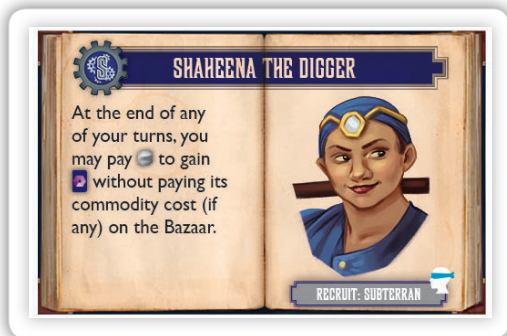 SHAHEENA THE DIGGER
At the end of any
of your turns, you
may pay to gain
without paying its
commodity cost (if
any) on the Bazaar.
RECRUIT: SUBTERRAN